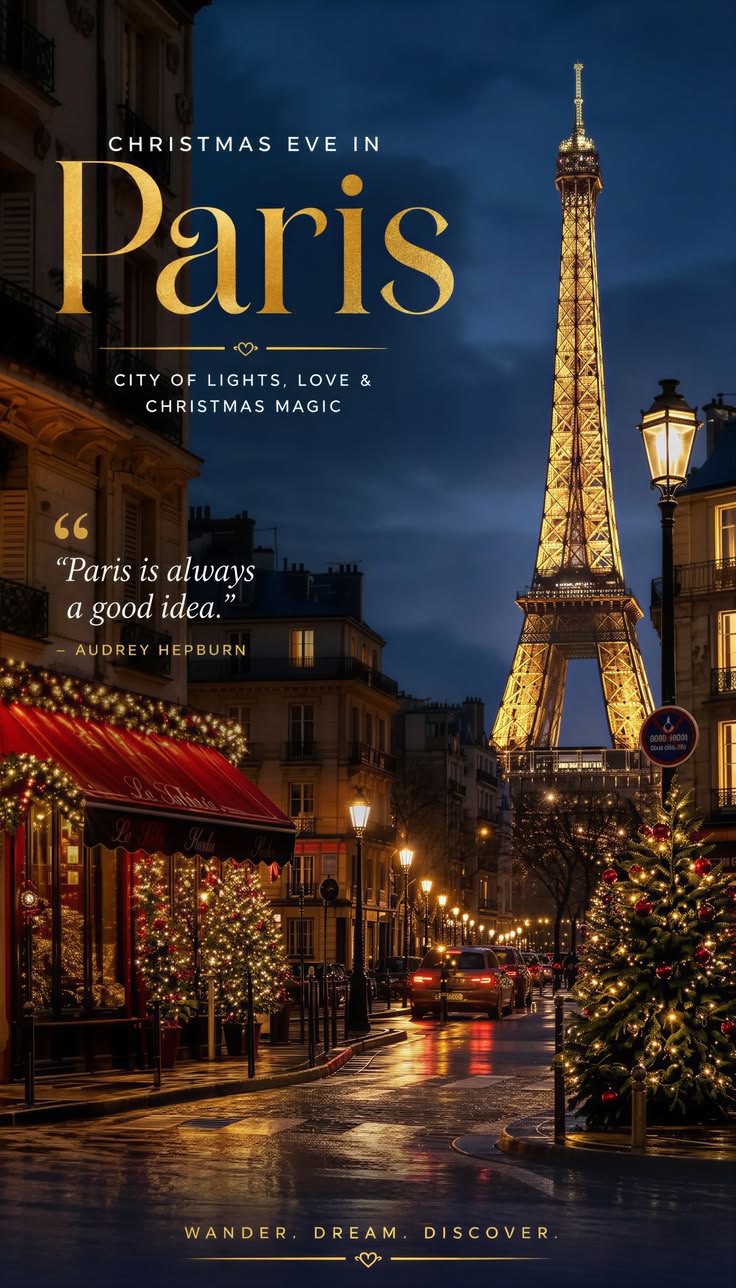 CHRISTMAS EVE IN
Paris
CITY OF LIGHTS, LOVE &
CHRISTMAS MAGIC
“
“Paris is always
a good idea.”
– AUDREY HEPBURN
WANDER. DREAM. DISCOVER.